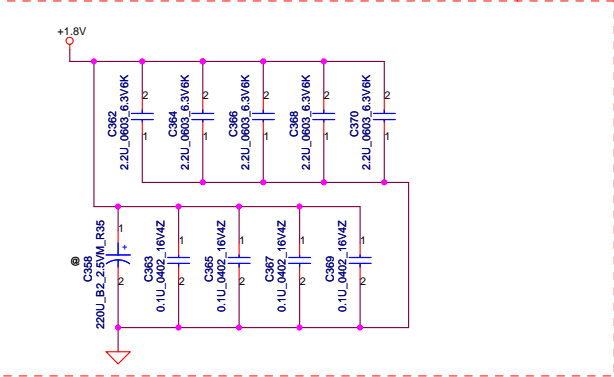 +1.8V
C362
2.2U_0603_6.3V6K
2
1
C364
2.2U_0603_6.3V6K
2
1
C366
2.2U_0603_6.3V6K
2
1
C368
2.2U_0603_6.3V6K
2
1
C370
2.2U_0603_6.3V6K
2
1
@
C358
220U_B2_2.5VM_R35
1
+
2
C363
0.1U_0402_16V4Z
1
2
C365
0.1U_0402_16V4Z
1
2
C367
0.1U_0402_16V4Z
1
2
C369
0.1U_0402_16V4Z
1
2